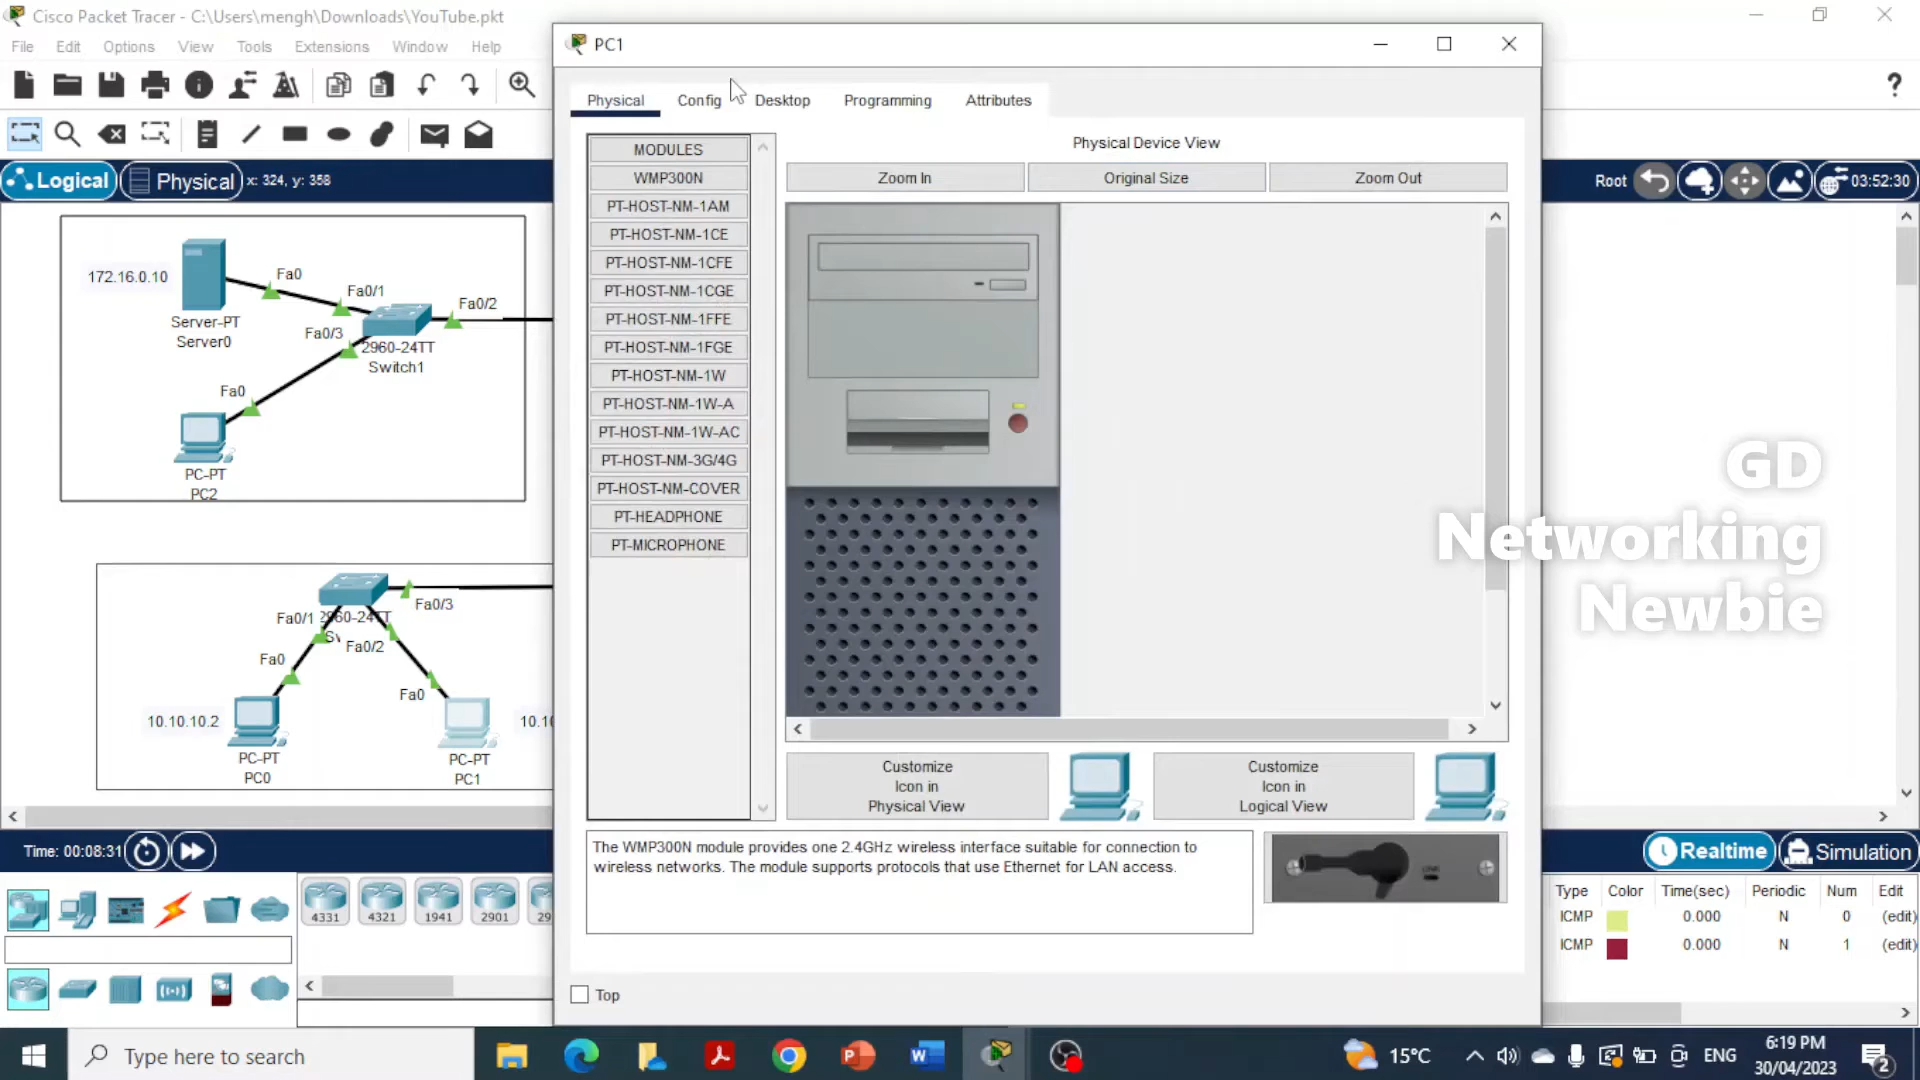 Cisco Packet Tracer - C:\Users\mengh\Downloads\YouTube.pkt
File Edit Options View Tools Extensions Window Help
Logical Physical x: 324, y: 358
Root 03:52:30
172.16.0.10
Fa0
Fa0/1
Fa0/2
Server-PT
Server0
Fa0/3
2960-24TT
Switch1
Fa0
PC-PT
PC2
Fa0/3
Fa0/1
2960-24TT
Fa0/2
Fa0
Fa0
10.10.10.2
PC-PT
PC0
PC-PT
PC1
PC1
Physical Config Desktop Programming Attributes
MODULES
WMP300N
PT-HOST-NM-1AM
PT-HOST-NM-1CE
PT-HOST-NM-1CFE
PT-HOST-NM-1CGE
PT-HOST-NM-1FFE
PT-HOST-NM-1FGE
PT-HOST-NM-1W
PT-HOST-NM-1W-A
PT-HOST-NM-1W-AC
PT-HOST-NM-3G/4G
PT-HOST-NM-COVER
PT-HEADPHONE
PT-MICROPHONE
Physical Device View
Zoom In Original Size Zoom Out
Customize
Icon in
Physical View
Customize
Icon in
Logical View
The WMP300N module provides one 2.4GHz wireless interface suitable for connection to
wireless networks. The module supports protocols that use Ethernet for LAN access.
Top
GD
Networking
Newbie
Time: 00:08:31
Realtime Simulation
4331 4321 1941 2901 29
Type Color Time(sec) Periodic Num Edit
ICMP 0.000 N 0 (edit)
ICMP 0.000 N 1 (edit)
Type here to search
15°C
ENG
6:19 PM
30/04/2023
2